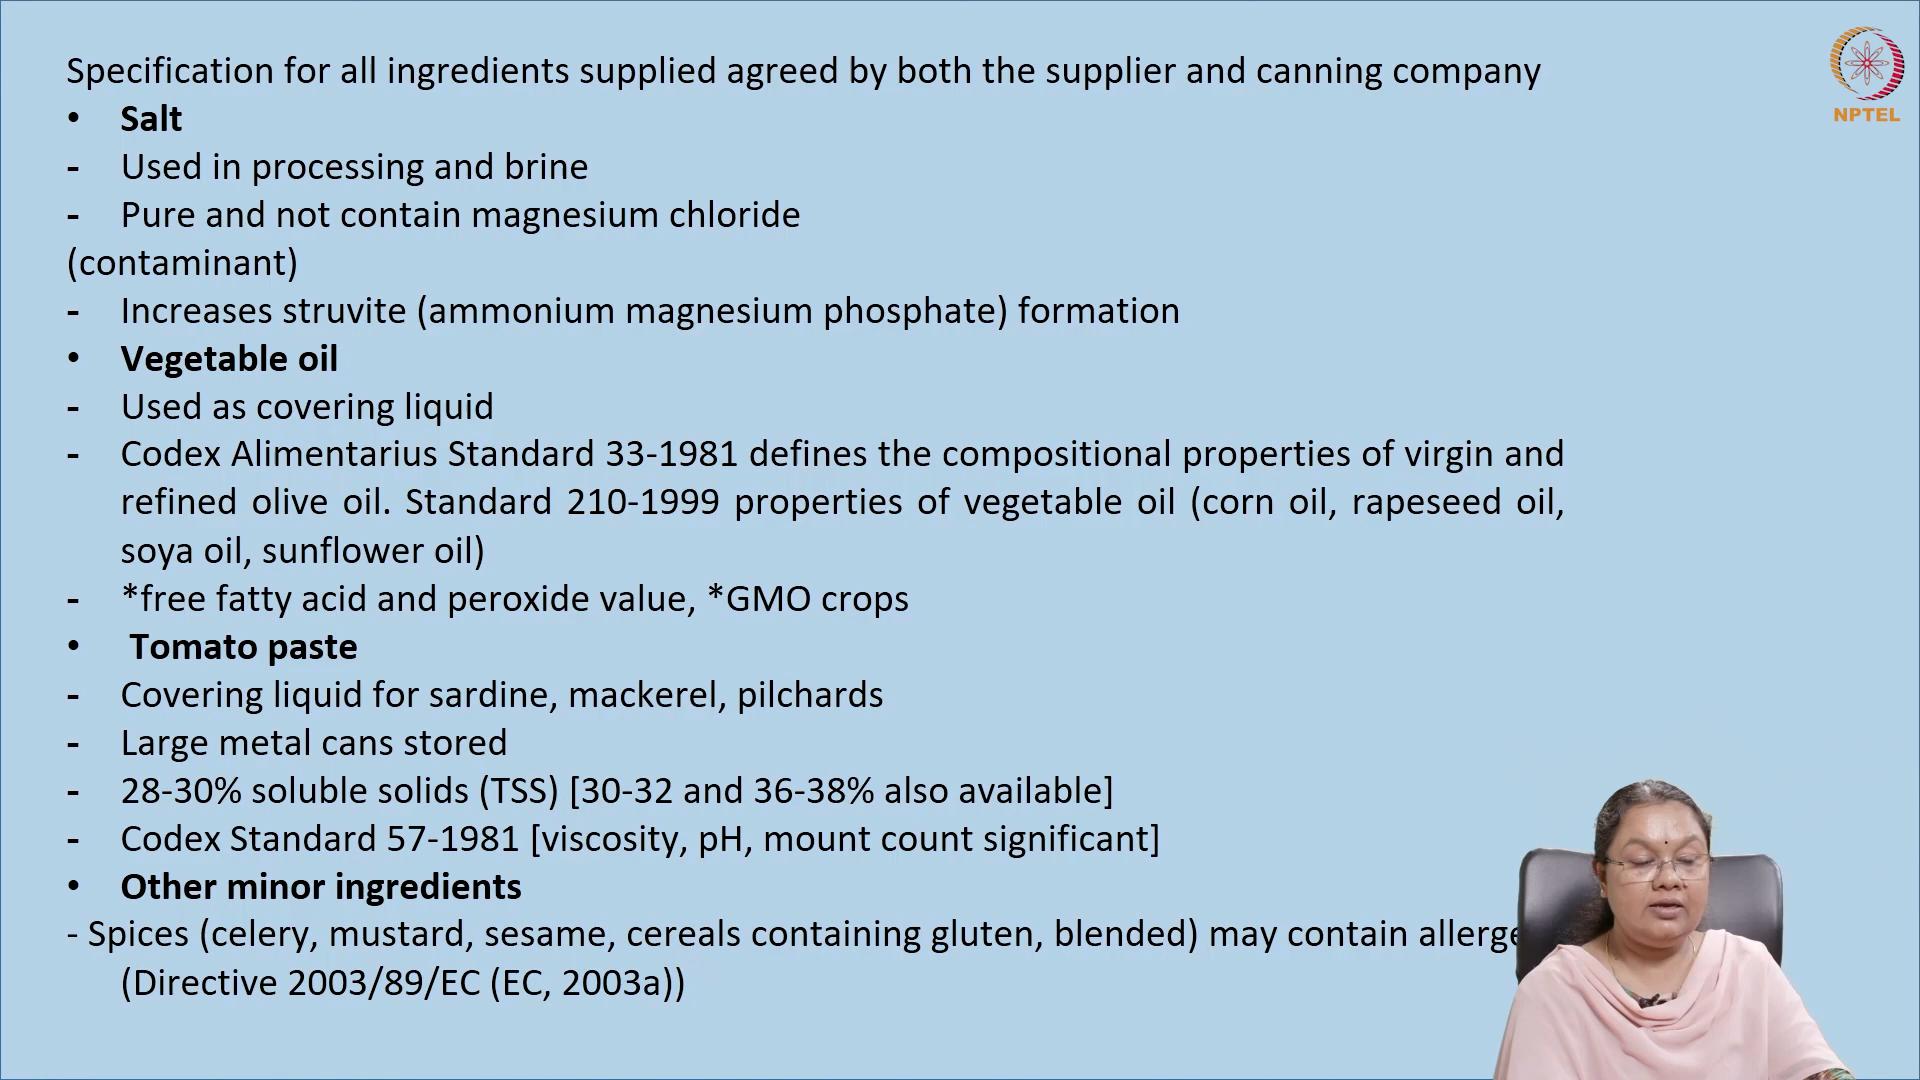 Specification for all ingredients supplied agreed by both the supplier and canning company
NPTEL
• Salt
- Used in processing and brine
- Pure and not contain magnesium chloride
(contaminant)
- Increases struvite (ammonium magnesium phosphate) formation
• Vegetable oil
- Used as covering liquid
- Codex Alimentarius Standard 33-1981 defines the compositional properties of virgin and
refined olive oil. Standard 210-1999 properties of vegetable oil (corn oil, rapeseed oil,
soya oil, sunflower oil)
- *free fatty acid and peroxide value, *GMO crops
• Tomato paste
- Covering liquid for sardine, mackerel, pilchards
- Large metal cans stored
- 28-30% soluble solids (TSS) [30-32 and 36-38% also available]
- Codex Standard 57-1981 [viscosity, pH, mount count significant]
• Other minor ingredients
- Spices (celery, mustard, sesame, cereals containing gluten, blended) may contain
(Directive 2003/89/EC (EC, 2003a))